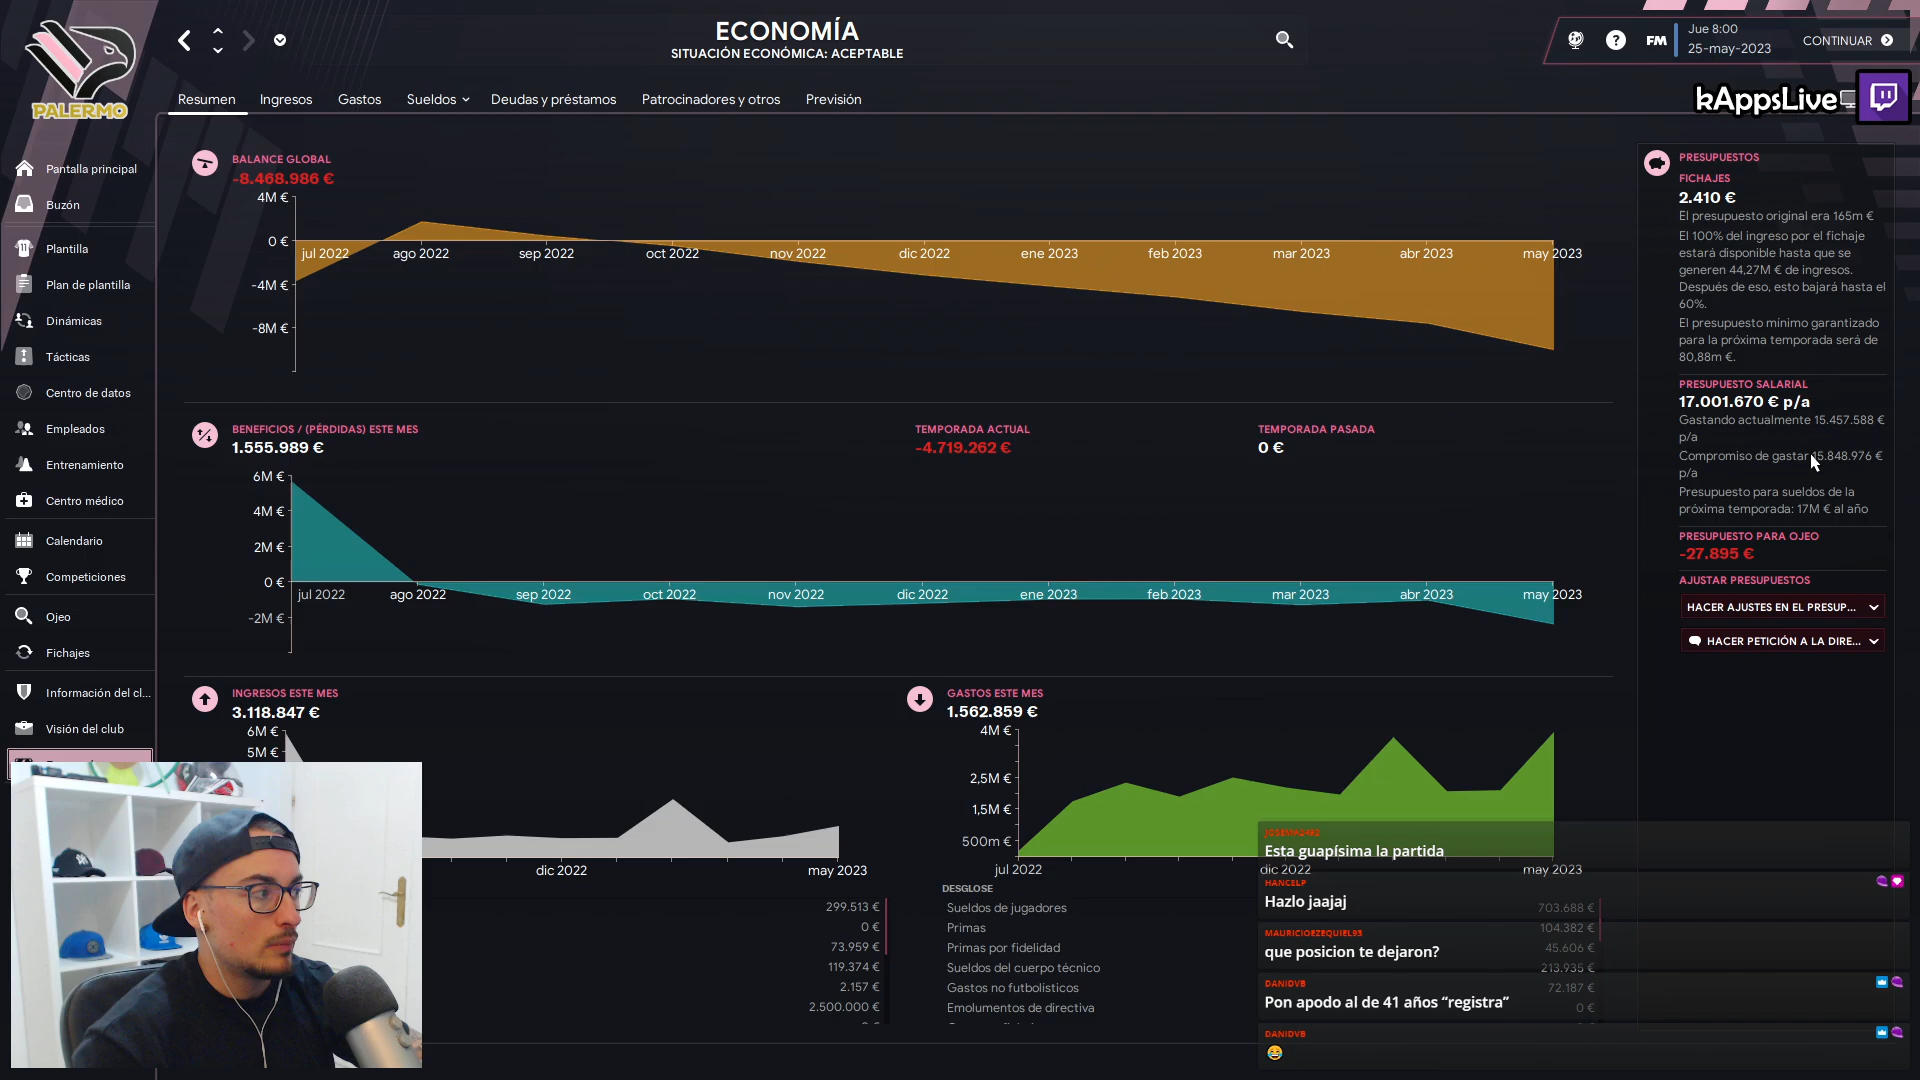 PALERMO
ECONOMÍA
SITUACIÓN ECONÓMICA: ACEPTABLE
FM
Jue 8:00
25-may-2023
CONTINUAR
kAppsLive
Resumen
Ingresos
Gastos
Sueldos
Deudas y préstamos
Patrocinadores y otros
Previsión
Pantalla principal
Buzón
Plantilla
Plan de plantilla
Dinámicas
Tácticas
Centro de datos
Empleados
Entrenamiento
Centro médico
Calendario
Competiciones
Ojeo
Fichajes
Información del cl...
Visión del club
BALANCE GLOBAL
-8.468.986 €
4M €
0 €
-4M €
-8M €
jul 2022
ago 2022
sep 2022
oct 2022
nov 2022
dic 2022
ene 2023
feb 2023
mar 2023
abr 2023
may 2023
BENEFICIOS / (PÉRDIDAS) ESTE MES
1.555.989 €
TEMPORADA ACTUAL
-4.719.262 €
TEMPORADA PASADA
0 €
6M €
4M €
2M €
0 €
-2M €
jul 2022
ago 2022
sep 2022
oct 2022
nov 2022
dic 2022
ene 2023
feb 2023
mar 2023
abr 2023
may 2023
INGRESOS ESTE MES
3.118.847 €
6M €
5M €
dic 2022
may 2023
299.513 €
0 €
73.959 €
119.374 €
2.157 €
2.500.000 €
GASTOS ESTE MES
1.562.859 €
4M €
2,5M €
1,5M €
500m €
jul 2022
dic 2022
may 2023
DESGLOSE
Sueldos de jugadores
703.688 €
Primas
104.382 €
Primas por fidelidad
45.606 €
Sueldos del cuerpo técnico
213.935 €
Gastos no futbolísticos
72.187 €
Emolumentos de directiva
0 €
PRESUPUESTOS
FICHAJES
2.410 €
El presupuesto original era 165m €
El 100% del ingreso por el fichaje
estará disponible hasta que se
generen 44,27M € de ingresos.
Después de eso, esto bajará hasta el
60%.
El presupuesto mínimo garantizado
para la próxima temporada será de
80,88m €.
PRESUPUESTO SALARIAL
17.001.670 € p/a
Gastando actualmente 15.457.588 €
p/a
Compromiso de gastar 15.848.976 €
p/a
Presupuesto para sueldos de la
próxima temporada: 17M € al año
PRESUPUESTO PARA OJEO
-27.895 €
AJUSTAR PRESUPUESTOS
HACER AJUSTES EN EL PRESUP...
HACER PETICIÓN A LA DIRE...
Esta guapísima la partida
HANCELP
Hazlo jaajaj
MAURICIOEZEQUIEL93
que posicion te dejaron?
DANIDVB
Pon apodo al de 41 años “registra”
DANIDVB